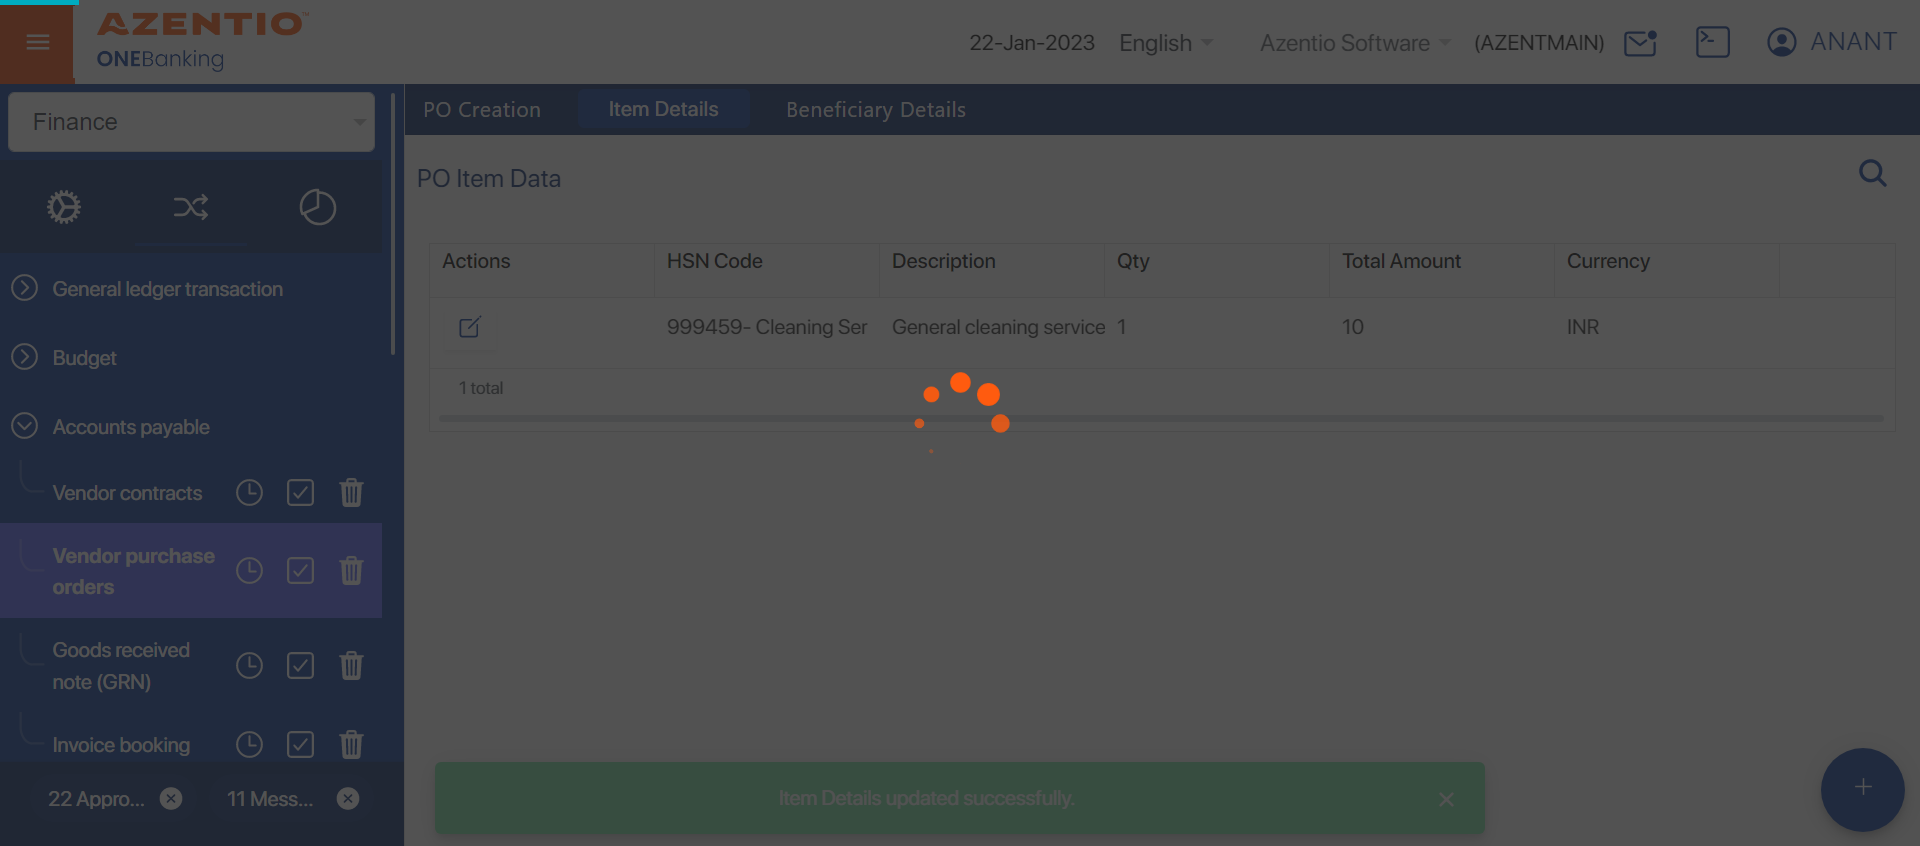 AZENTIO™
ONEBanking
22-Jan-2023
English
Azentio Software
(AZENTMAIN)
ANANT
Finance
PO Creation
Item Details
Beneficiary Details
PO Item Data
Actions
HSN Code
Description
Qty
Total Amount
Currency
999459- Cleaning Ser
General cleaning service
1
10
INR
1 total
General ledger transaction
Budget
Accounts payable
Vendor contracts
Vendor purchase
orders
Goods received
note (GRN)
Invoice booking
22 Appro...
11 Mess...
Item Details updated successfully.